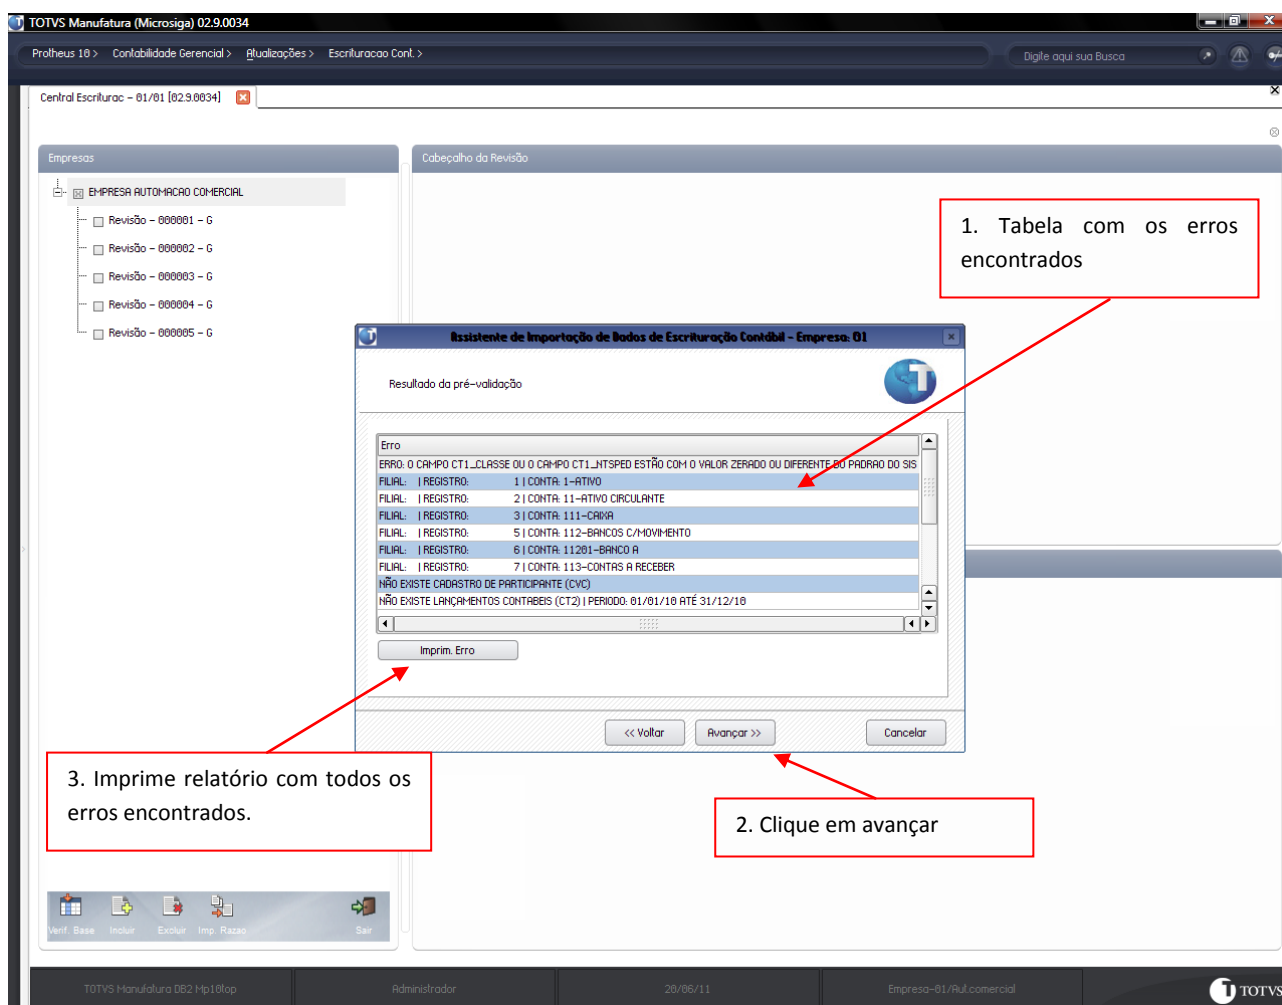 TOTVS Manufatura (Microsiga) 02.9.0034
Protheus 10 > Contabilidade Gerencial > Atualizações > Escrituracao Cont. >
Digite aqui sua Busca
Central Escriturac - 01/01 [02.9.0034]
Empresas
Cabeçalho da Revisão
EMPRESA AUTOMACAO COMERCIAL
Revisão - 000001 - G
Revisão - 000002 - G
Revisão - 000003 - G
Revisão - 000004 - G
Revisão - 000005 - G
1. Tabela com os erros
encontrados
Assistente de Importação de Dados de Escrituração Contábil - Empresa: 01
Resultado da pré-validação
Erro
ERRO: O CAMPO CT1_CLASSE OU O CAMPO CT1_NTSPED ESTÃO COM O VALOR ZERADO OU DIFERENTE DO PADRAO DO SIS
FILIAL: | REGISTRO: 1 | CONTA: 1-ATIVO
FILIAL: | REGISTRO: 2 | CONTA: 11-ATIVO CIRCULANTE
FILIAL: | REGISTRO: 3 | CONTA: 111-CAIXA
FILIAL: | REGISTRO: 5 | CONTA: 112-BANCOS C/MOVIMENTO
FILIAL: | REGISTRO: 6 | CONTA: 11201-BANCO A
FILIAL: | REGISTRO: 7 | CONTA: 113-CONTAS A RECEBER
NÃO EXISTE CADASTRO DE PARTICIPANTE (CVC)
NÃO EXISTE LANÇAMENTOS CONTABEIS (CT2) | PERIODO: 01/01/10 ATÉ 31/12/10
Imprim. Erro
<< Voltar
Avançar >>
Cancelar
3. Imprime relatório com todos os
erros encontrados.
2. Clique em avançar
Verif. Base
Incluir
Excluir
Imp. Razao
Sair
TOTVS Manufatura DB2 Mp10top
Administrador
20/06/11
Empresa-01/Aut.comercial
TOTVS